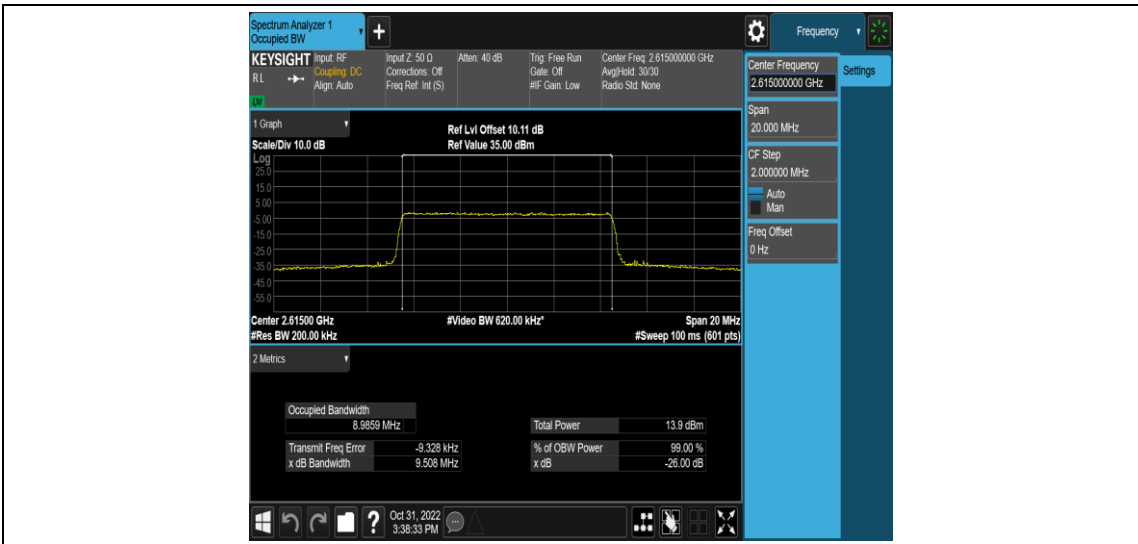 Spectrum Analyzer 1
Occupied BW
+
Frequency
KEYSIGHT
RL
LXI
Input: RF
Coupling: DC
Align: Auto
Input Z: 50 Ω
Corrections: Off
Freq Ref: Int (S)
Atten: 40 dB
Trig: Free Run
Gate: Off
#IF Gain: Low
Center Freq: 2.615000000 GHz
Avg|Hold: 30/30
Radio Std: None
Center Frequency
2.615000000 GHz
Settings
Span
20.000 MHz
CF Step
2.000000 MHz
Auto
Man
Freq Offset
0 Hz
1 Graph
Ref Lvl Offset 10.11 dB
Scale/Div 10.0 dB
Ref Value 35.00 dBm
Log
25.0
15.0
5.00
-5.00
-15.0
-25.0
-35.0
-45.0
-55.0
Center 2.61500 GHz
#Video BW 620.00 kHz*
Span 20 MHz
#Res BW 200.00 kHz
#Sweep 100 ms (601 pts)
2 Metrics
Occupied Bandwidth
8.9859 MHz
Total Power 13.9 dBm
Transmit Freq Error -9.328 kHz
% of OBW Power 99.00 %
x dB Bandwidth 9.508 MHz
x dB -26.00 dB
?
Oct 31, 2022
3:38:33 PM